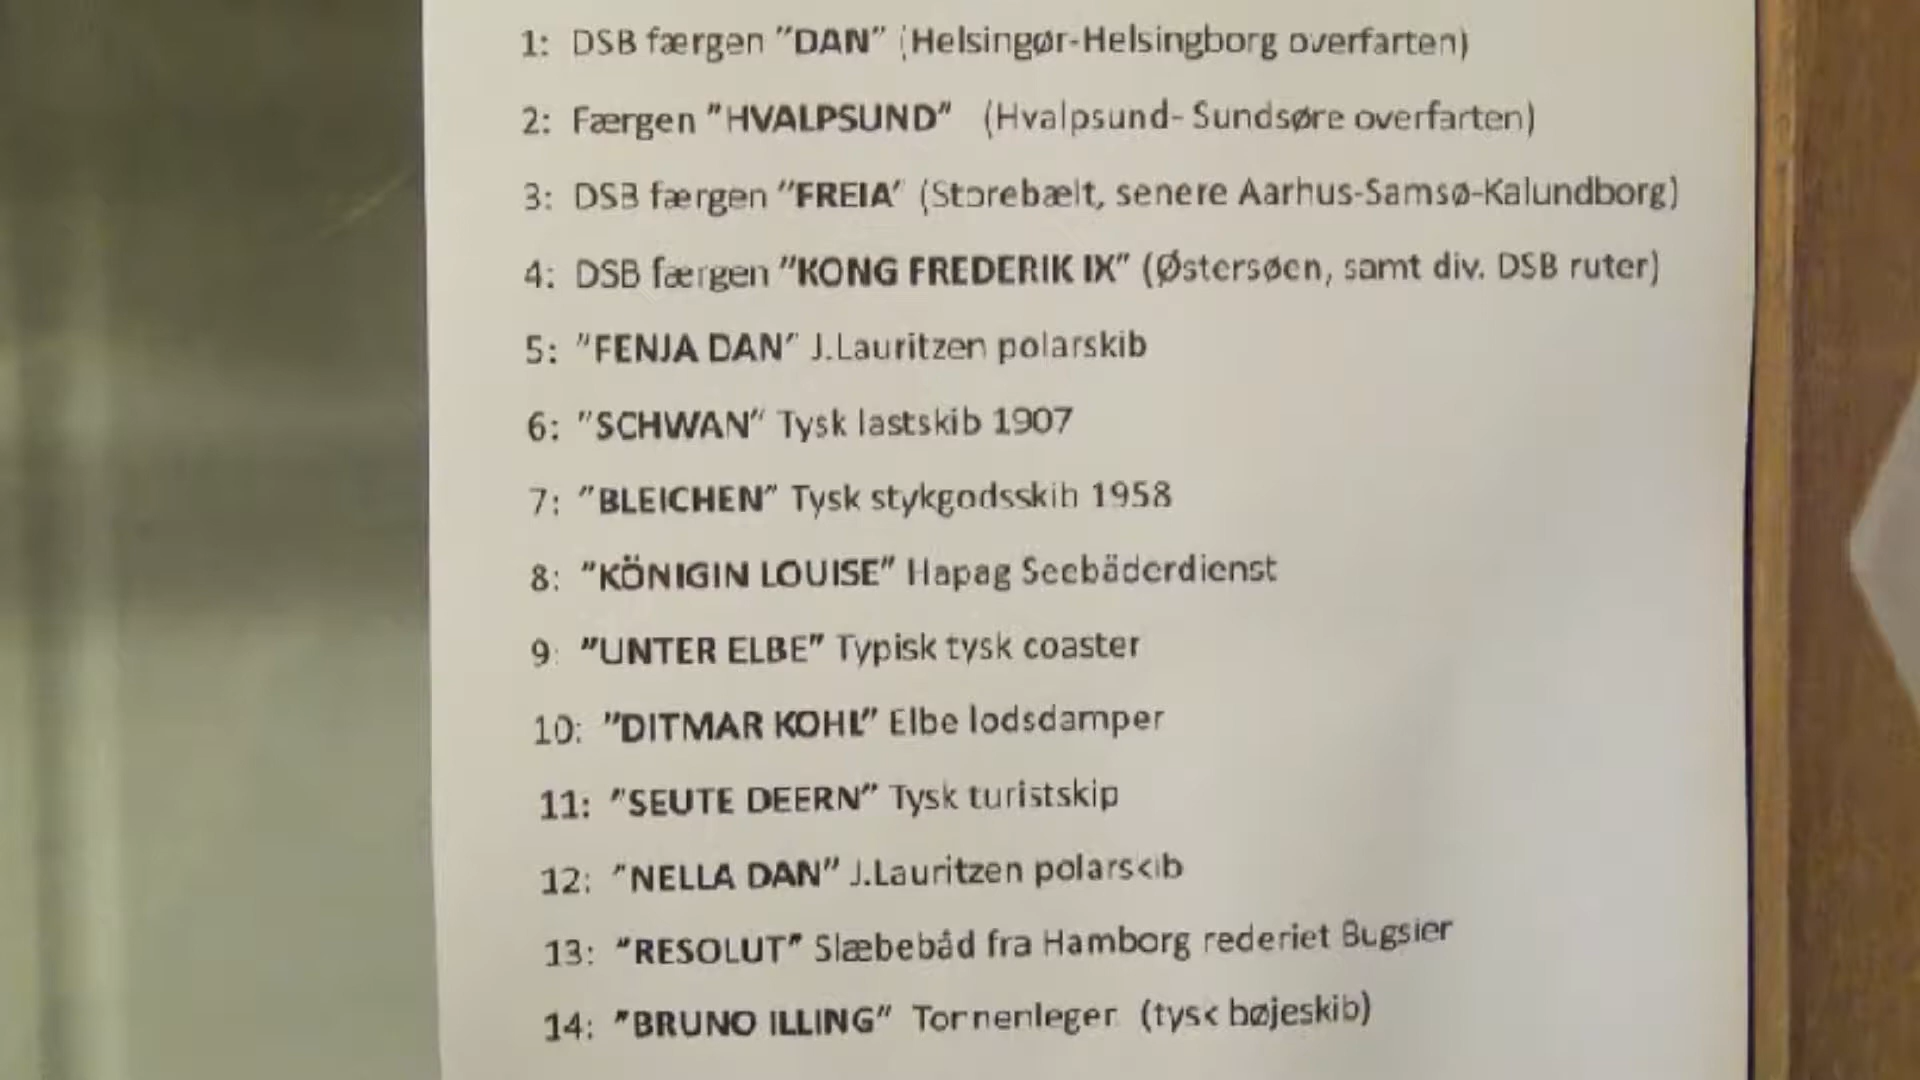 1: DSB færgen ”DAN” (Helsingør-Helsingborg overfarten)
2: Færgen ”HVALPSUND” (Hvalpsund- Sundsøre overfarten)
3: DSB færgen ”FREIA” (Storebælt, senere Aarhus-Samsø-Kalundborg)
4: DSB færgen ”KONG FREDERIK IX” (Østersøen, samt div. DSB ruter)
5: ”FENJA DAN” J.Lauritzen polarskib
6: ”SCHWAN” Tysk lastskib 1907
7: ”BLEICHEN” Tysk stykgodsskib 1958
8: ”KÖNIGIN LOUISE” Hapag Seebäderdienst
9: ”UNTER ELBE” Typisk tysk coaster
10: ”DITMAR KOHL” Elbe lodsdamper
11: ”SEUTE DEERN” Tysk turistskip
12: ”NELLA DAN” J.Lauritzen polarskib
13: ”RESOLUT” Slæbebåd fra Hamborg rederiet Bugsier
14: ”BRUNO ILLING” Tonnenleger (tysk bøjeskib)